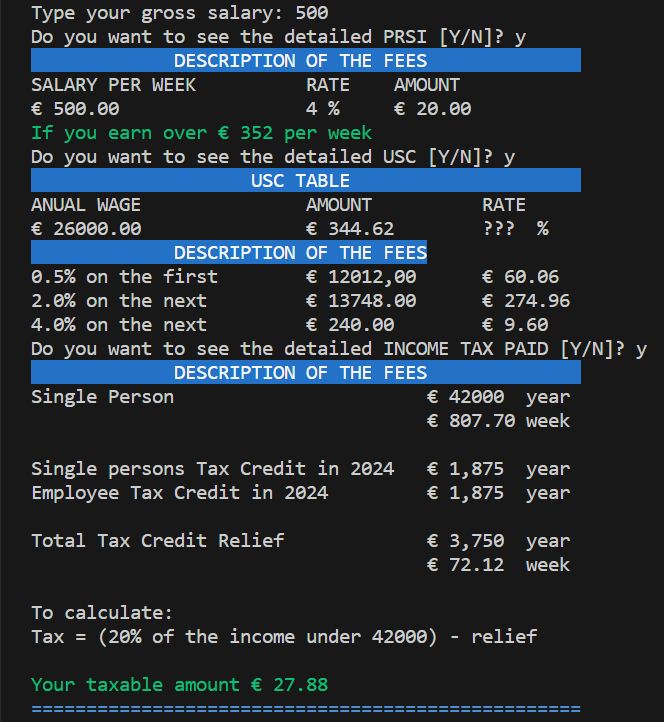 Type your gross salary: 500
Do you want to see the detailed PRSI [Y/N]? y
DESCRIPTION OF THE FEES
SALARY PER WEEK RATE AMOUNT
€ 500.00 4 % € 20.00
If you earn over € 352 per week
Do you want to see the detailed USC [Y/N]? y
USC TABLE
ANUAL WAGE AMOUNT RATE
€ 26000.00 € 344.62 ??? %
DESCRIPTION OF THE FEES
0.5% on the first € 12012,00 € 60.06
2.0% on the next € 13748.00 € 274.96
4.0% on the next € 240.00 € 9.60
Do you want to see the detailed INCOME TAX PAID [Y/N]? y
DESCRIPTION OF THE FEES
Single Person € 42000 year
€ 807.70 week
Single persons Tax Credit in 2024 € 1,875 year
Employee Tax Credit in 2024 € 1,875 year
Total Tax Credit Relief € 3,750 year
€ 72.12 week
To calculate:
Tax = (20% of the income under 42000) - relief
Your taxable amount € 27.88
==================================================